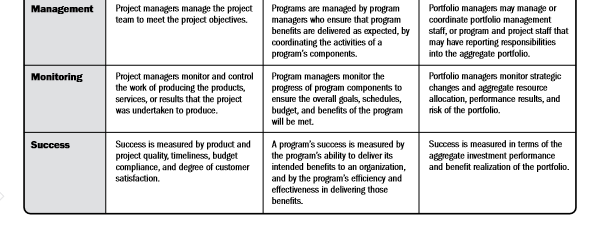 Management
Project managers manage the project
team to meet the project objectives.
Programs are managed by program
managers who ensure that program
benefits are delivered as expected, by
coordinating the activities of a
program's components.
Portfolio managers may manage or
coordinate portfolio management
staff, or program and project staff that
may have reporting responsibilities
into the aggregate portfolio.
Monitoring
Project managers monitor and control
the work of producing the products,
services, or results that the project
was undertaken to produce.
Program managers monitor the
progress of program components to
ensure the overall goals, schedules,
budget, and benefits of the program
will be met.
Portfolio managers monitor strategic
changes and aggregate resource
allocation, performance results, and
risk of the portfolio.
Success
Success is measured by product and
project quality, timeliness, budget
compliance, and degree of customer
satisfaction.
A program's success is measured by
the program's ability to deliver its
intended benefits to an organization,
and by the program's efficiency and
effectiveness in delivering those
benefits.
Success is measured in terms of the
aggregate investment performance
and benefit realization of the portfolio.